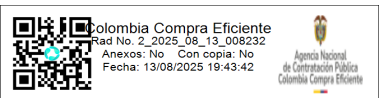 Colombia Compra Eficiente
Rad No. 2_2025_08_13_008232
Anexos: No Con copia: No
Fecha: 13/08/2025 19:43:42
Agencia Nacional
de Contratación Pública
Colombia Compra Eficiente